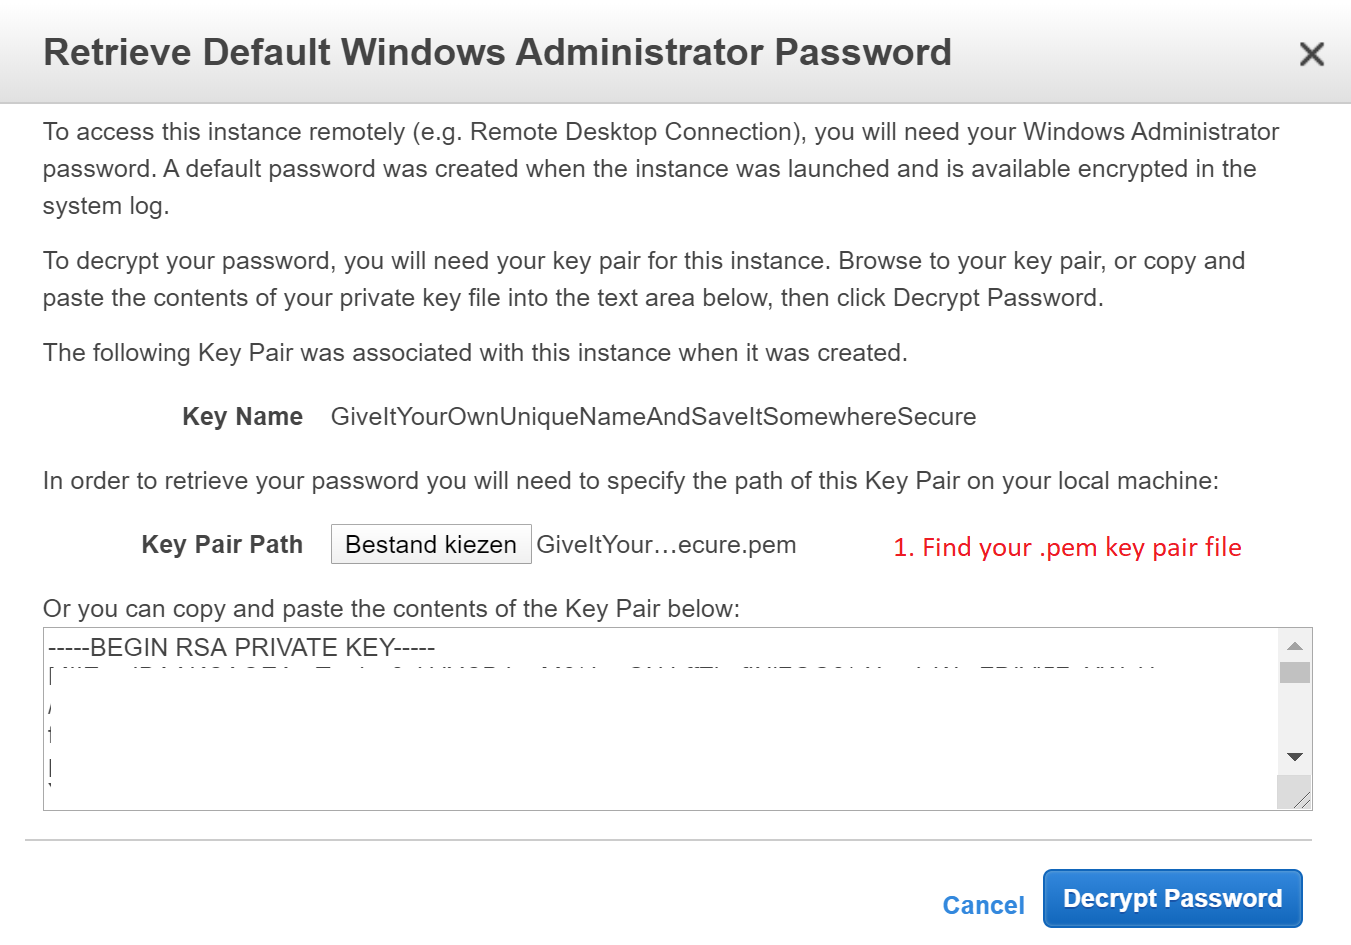 Retrieve Default Windows Administrator Password
To access this instance remotely (e.g. Remote Desktop Connection), you will need your Windows Administrator
password. A default password was created when the instance was launched and is available encrypted in the
system log.
To decrypt your password, you will need your key pair for this instance. Browse to your key pair, or copy and
paste the contents of your private key file into the text area below, then click Decrypt Password.
The following Key Pair was associated with this instance when it was created.
Key Name GiveItYourOwnUniqueNameAndSaveItSomewhereSecure
In order to retrieve your password you will need to specify the path of this Key Pair on your local machine:
Key Pair Path Bestand kiezen GiveItYour…ecure.pem 1. Find your .pem key pair file
Or you can copy and paste the contents of the Key Pair below:
-----BEGIN RSA PRIVATE KEY-----
Cancel Decrypt Password